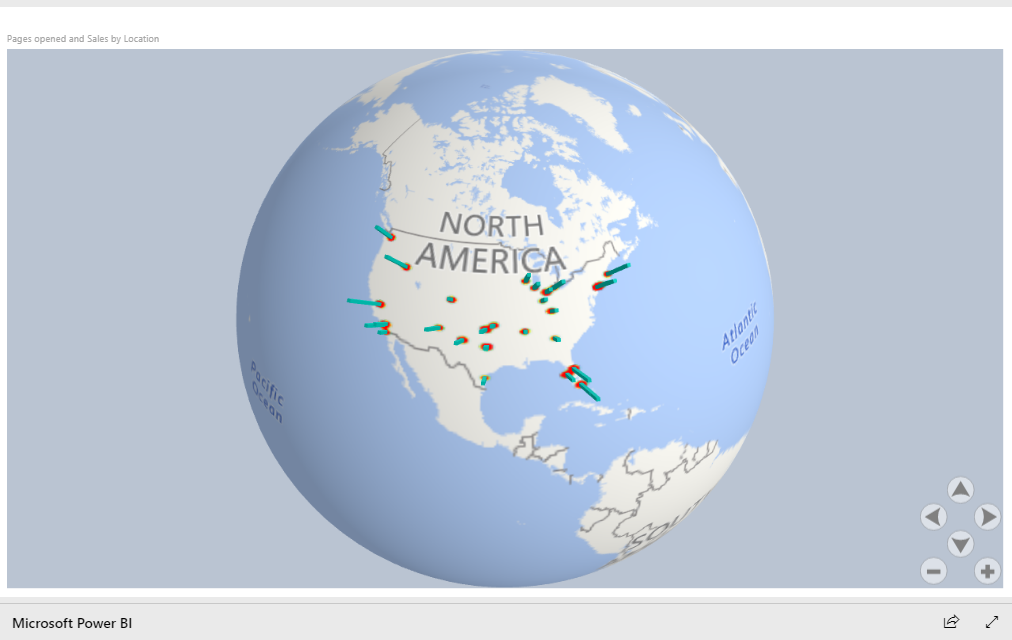 Pages opened and Sales by Location
NORTH
AMERICA
Atlantic
Ocean
Pacific
Ocean
Microsoft Power BI